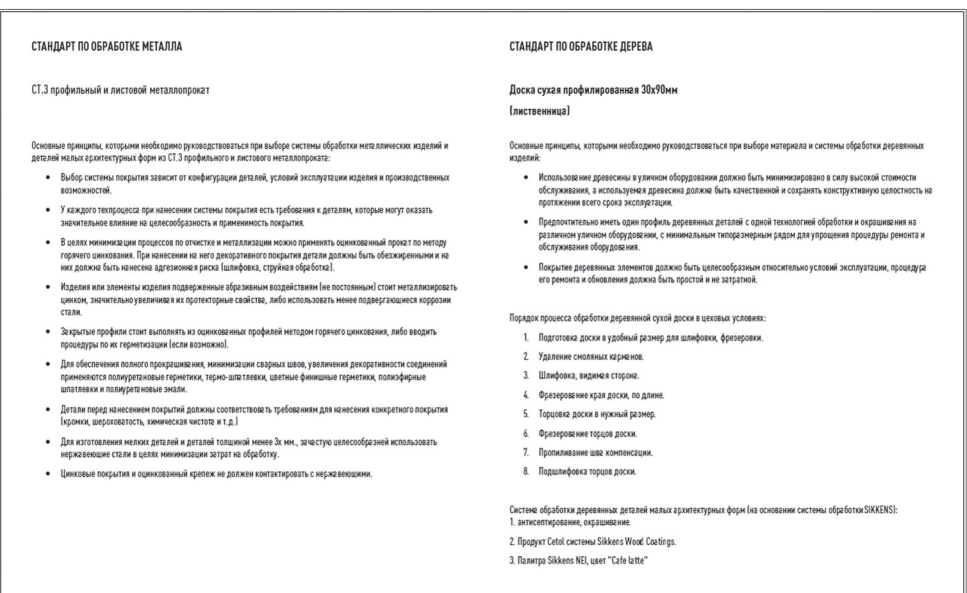 СТАНДАРТ ПО ОБРАБОТКЕ МЕТАЛЛА
СТ.3 профильный и листовой металлопрокат
Основные принципы, которыми необходимо руководствоваться при выборе системы обработки металлических изделий и
деталей малых архитектурных форм из СТ.3 профильного и листового металлопроката:
• Выбор системы покрытия зависит от конфигурации деталей, условий эксплуатации изделия и производственных
возможностей.
• У каждого техпроцесса при нанесении системы покрытия есть требования к деталям, которые могут оказать
значительное влияние на целесообразность и применимость покрытия.
• В целях минимизации процессов по отчистке и металлизации можно применять оцинкованный прокат по методу
горячего цинкования. При нанесении на него декоративного покрытия детали должны быть обезжиренными и на
них должна быть нанесена адгезионная риска (шлифовка, струйная обработка).
• Изделия или элементы изделия подверженные абразивным воздействиям (не постоянным) стоит металлизировать
цинком, значительно увеличивая их протекторные свойства, либо использовать менее подвергающиеся коррозии
стали.
• Закрытые профили стоит выполнять из оцинкованных профилей методом горячего цинкования, либо вводить
процедуры по их герметизации (если возможно).
• Для обеспечения полного прокрашивания, минимизации сварных швов, увеличения декоративности соединений
применяются полиуретановые герметики, термо-шпатлевки, цветные финишные герметики, полиэфирные
шпатлевки и полиуретановые эмали.
• Детали перед нанесением покрытий должны соответствовать требованиям для нанесения конкретного покрытия
(кромки, шероховатость, химическая чистота и т.д.)
• Для изготовления мелких деталей и деталей толщиной менее 3х мм., зачастую целесообразней использовать
нержавеющие стали в целях минимизации затрат на обработку.
• Цинковые покрытия и оцинкованный крепеж не должен контактировать с нержавеющими.
СТАНДАРТ ПО ОБРАБОТКЕ ДЕРЕВА
Доска сухая профилированная 30х90мм
(лиственница)
Основные принципы, которыми необходимо руководствоваться при выборе материала и системы обработки деревянных
изделий:
• Использование древесины в уличном оборудовании должно быть минимизировано в силу высокой стоимости
обслуживания, а используемая древесина должна быть качественной и сохранять конструктивную целостность на
протяжении всего срока эксплуатации.
• Предпочтительно иметь один профиль деревянных деталей с одной технологией обработки и окрашивания на
различном уличном оборудовании, с минимальным типоразмерным рядом для упрощения процедуры ремонта и
обслуживания оборудования.
• Покрытие деревянных элементов должно быть целесообразным относительно условий эксплуатации, процедура
его ремонта и обновления должна быть простой и не затратной.
Порядок процесса обработки деревянной сухой доски в цеховых условиях:
1. Подготовка доски в удобный размер для шлифовки, фрезеровки.
2. Удаление смоляных карманов.
3. Шлифовка, видимая сторона.
4. Фрезерование края доски, по длине.
5. Торцовка доски в нужный размер.
6. Фрезерование торцов доски.
7. Пропиливание шва компенсации.
8. Подшлифовка торцов доски.
Система обработки деревянных деталей малых архитектурных форм (на основании системы обработки SIKKENS):
1. антисептирование, окрашивание.
2. Продукт Cetol системы Sikkens Wood Coatings.
3. Палитра Sikkens NEI, цвет "Cafe latte"